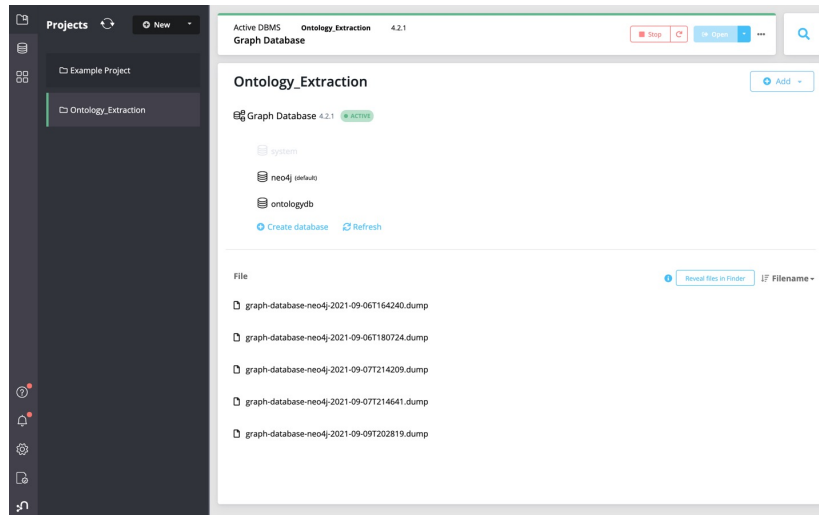 Projects
New
Example Project
Ontology_Extraction
Active DBMS Ontology_Extraction 4.2.1
Graph Database
Stop
Open
Ontology_Extraction
Add
Graph Database 4.2.1 ACTIVE
system
neo4j (default)
ontologydb
Create database Refresh
File
Reveal files in Finder
Filename
graph-database-neo4j-2021-09-06T164240.dump
graph-database-neo4j-2021-09-06T180724.dump
graph-database-neo4j-2021-09-07T214209.dump
graph-database-neo4j-2021-09-07T214641.dump
graph-database-neo4j-2021-09-09T202819.dump